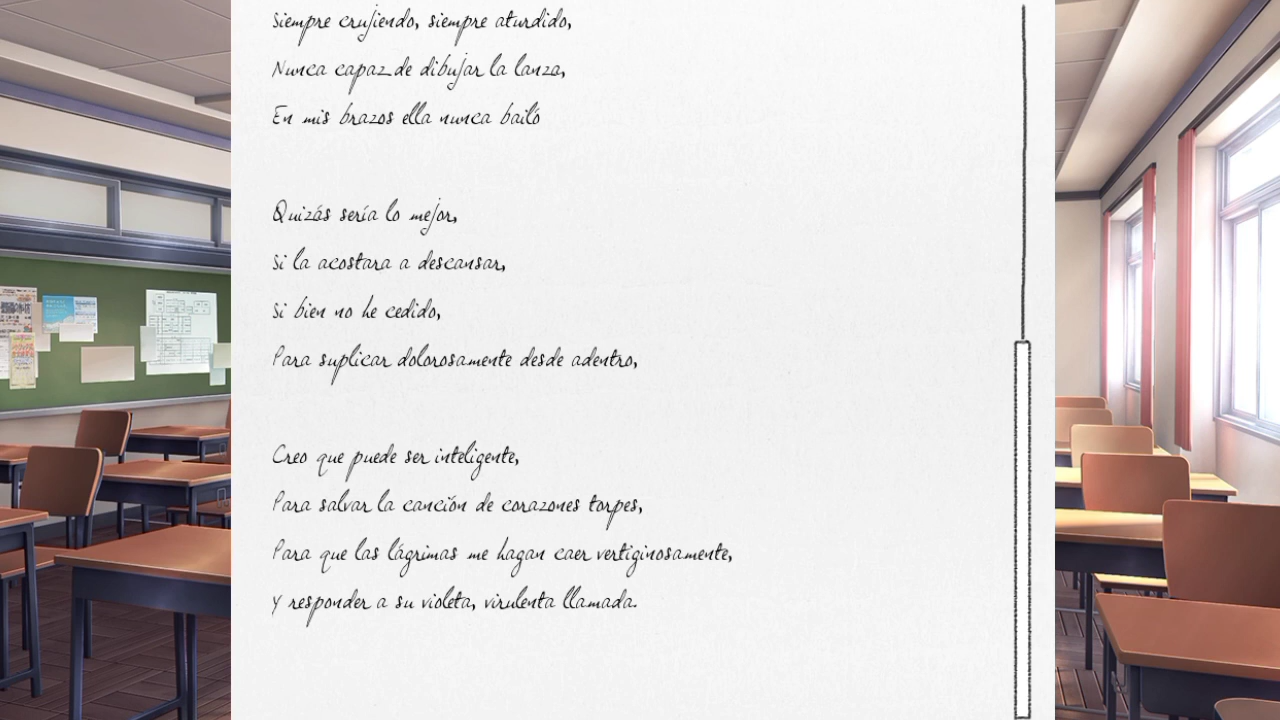 Siempre crujiendo, siempre aturdido,
Nunca capaz de dibujar la lanza,
En mis brazos ella nunca bailó
Quizás sería lo mejor,
Si la acostara a descansar,
Si bien no he cedido,
Para suplicar dolorosamente desde adentro,
Creo que puede ser inteligente,
Para salvar la canción de corazones torpes,
Para que las lágrimas me hagan caer vertiginosamente,
Y responder a su violeta, virulenta llamada.